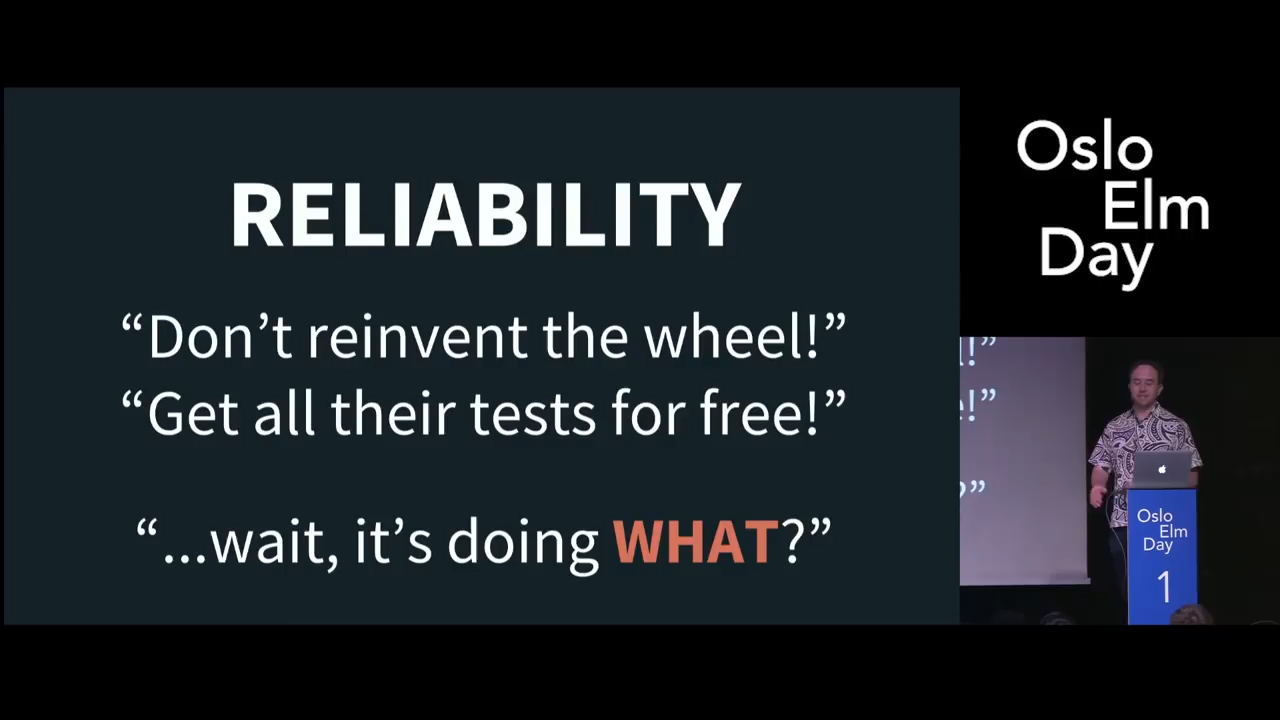 RELIABILITY
“Don’t reinvent the wheel!”
“Get all their tests for free!”
“...wait, it’s doing WHAT?”
Oslo
Elm
Day
!”
!”
?”
Oslo
Elm
Day
1